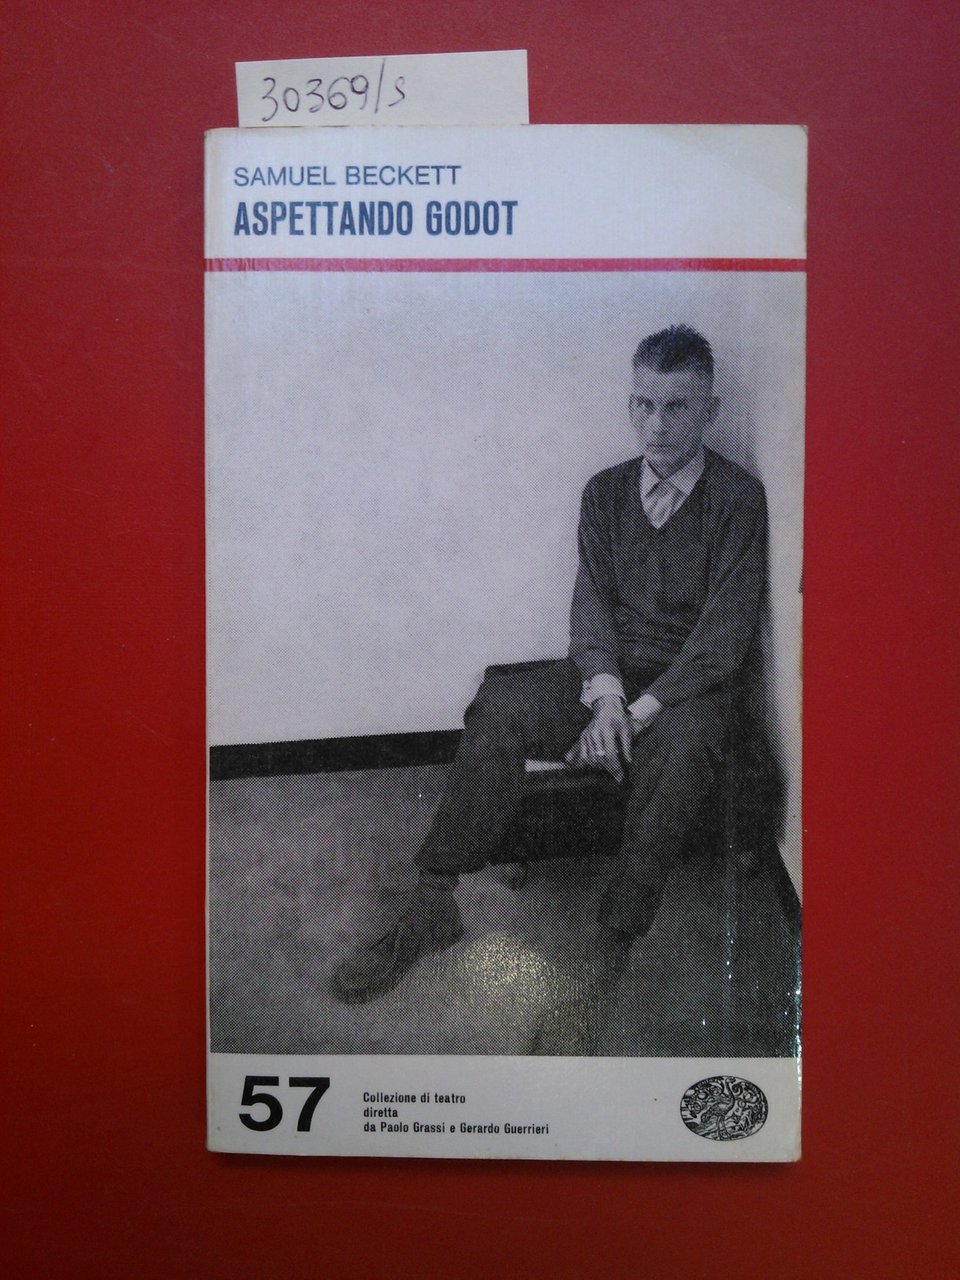 30369/s
SAMUEL BECKETT
ASPETTANDO GODOT
57
Collezione di teatro
diretta
da Paolo Grassi e Gerardo Guerrieri